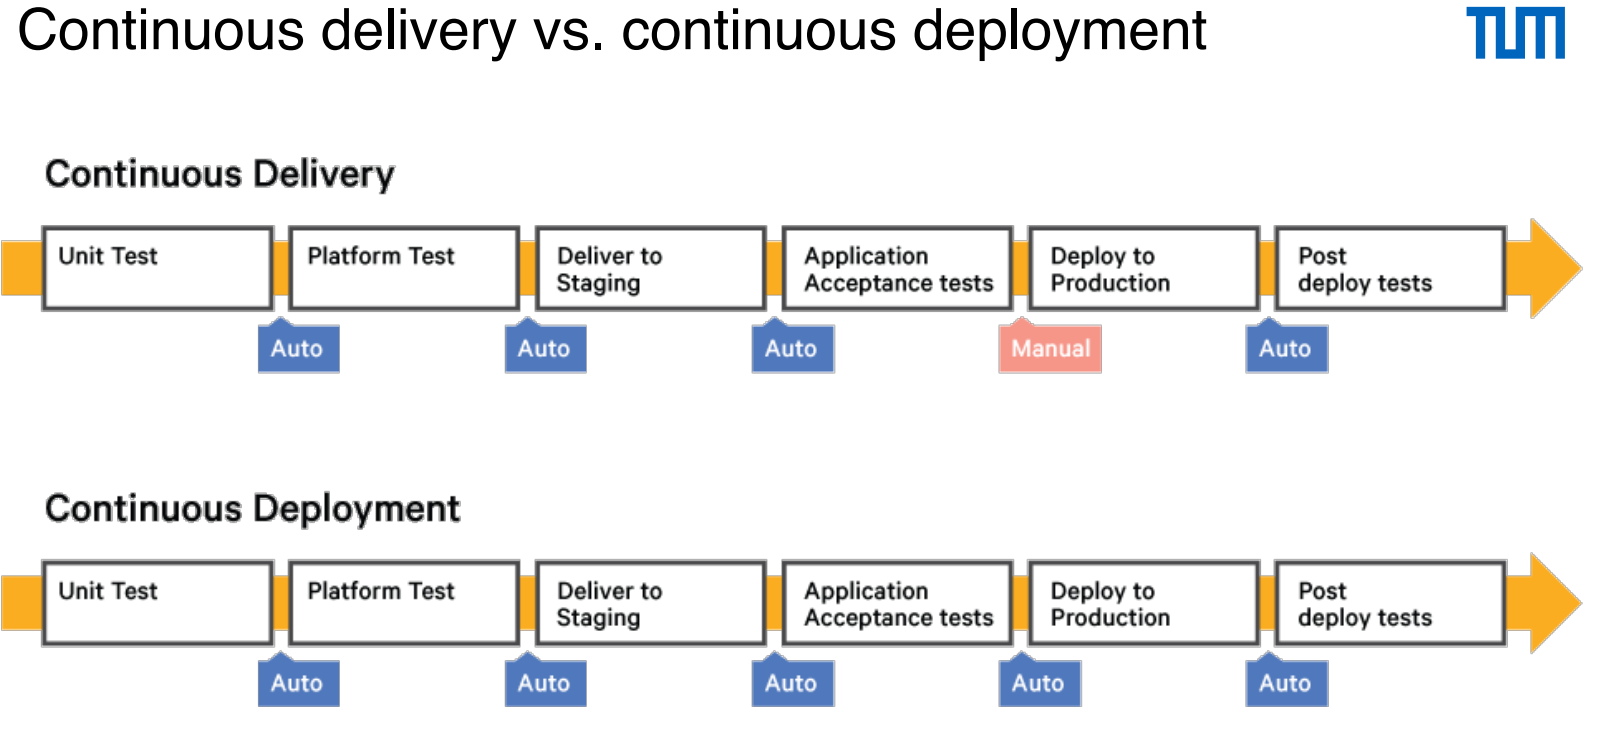 Continuous delivery vs. continuous deployment
TUM
Continuous Delivery
Unit Test
Platform Test
Deliver to
Staging
Application
Acceptance tests
Deploy to
Production
Post
deploy tests
Auto
Auto
Auto
Manual
Auto
Continuous Deployment
Unit Test
Platform Test
Deliver to
Staging
Application
Acceptance tests
Deploy to
Production
Post
deploy tests
Auto
Auto
Auto
Auto
Auto